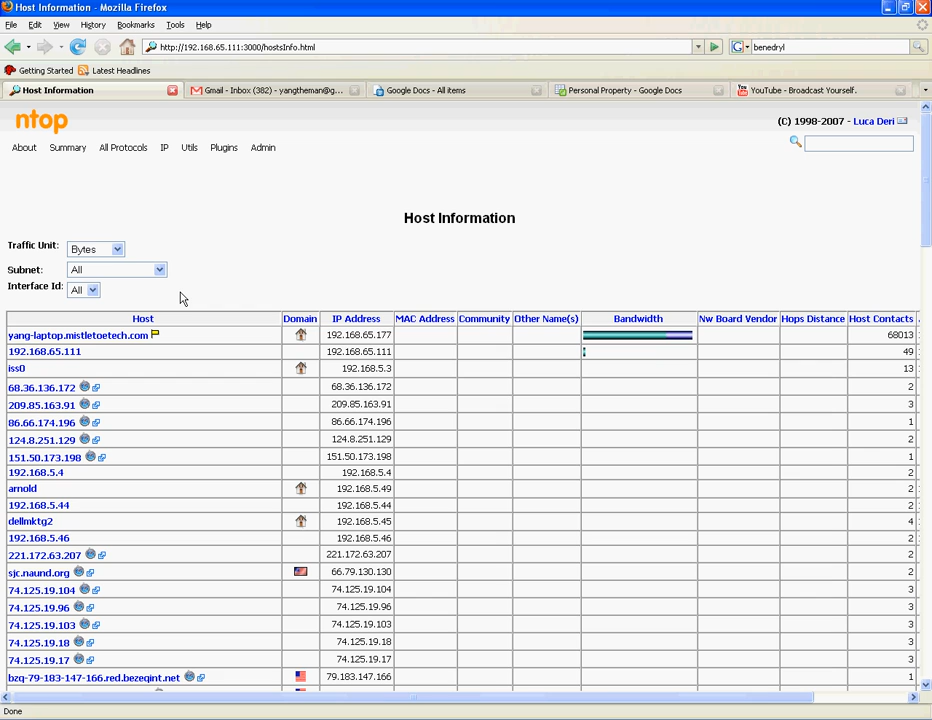 Host Information - Mozilla Firefox
File Edit View History Bookmarks Tools Help
http://192.168.65.111:3000/hostsInfo.html benedryl
Getting Started Latest Headlines
Host Information Gmail - Inbox (382) - yangtheman@g... Google Docs - All items Personal Property - Google Docs YouTube - Broadcast Yourself.
ntop
(C) 1998-2007 - Luca Deri
About Summary All Protocols IP Utils Plugins Admin
Host Information
Traffic Unit: Bytes
Subnet: All
Interface Id: All
Host Domain IP Address MAC Address Community Other Name(s) Bandwidth Nw Board Vendor Hops Distance Host Contacts
yang-laptop.mistletoetech.com 192.168.65.177 68013
192.168.65.111 192.168.65.111 49
iss0 192.168.5.3 13
68.36.136.172 68.36.136.172 2
209.85.163.91 209.85.163.91 3
86.66.174.196 86.66.174.196 1
124.8.251.129 124.8.251.129 2
151.50.173.198 151.50.173.198 1
192.168.5.4 192.168.5.4 2
arnold 192.168.5.49 2
192.168.5.44 192.168.5.44 2
dellmktg2 192.168.5.45 4
192.168.5.46 192.168.5.46 2
221.172.63.207 221.172.63.207 2
sjc.naund.org 66.79.130.130 2
74.125.19.104 74.125.19.104 3
74.125.19.96 74.125.19.96 3
74.125.19.103 74.125.19.103 3
74.125.19.18 74.125.19.18 3
74.125.19.17 74.125.19.17 3
bzq-79-183-147-166.red.bezeqint.net 79.183.147.166 1
Done